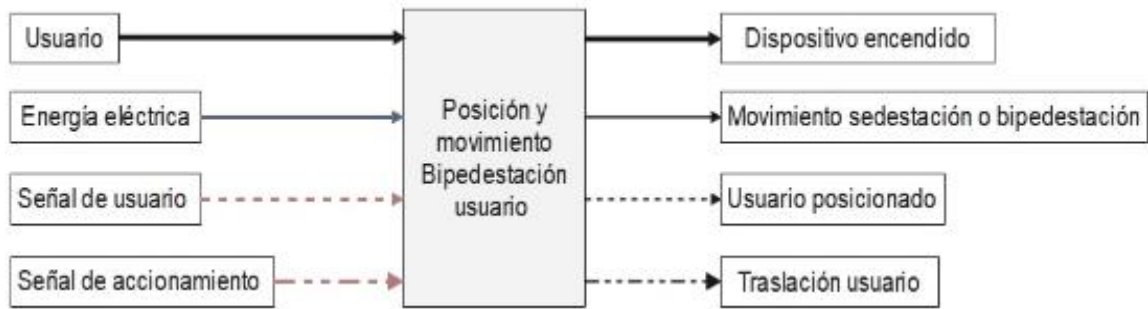 Usuario
Energía eléctrica
Señal de usuario
Señal de accionamiento
Posición y
movimiento
Bipedestación
usuario
Dispositivo encendido
Movimiento sedestación o bipedestación
Usuario posicionado
Traslación usuario